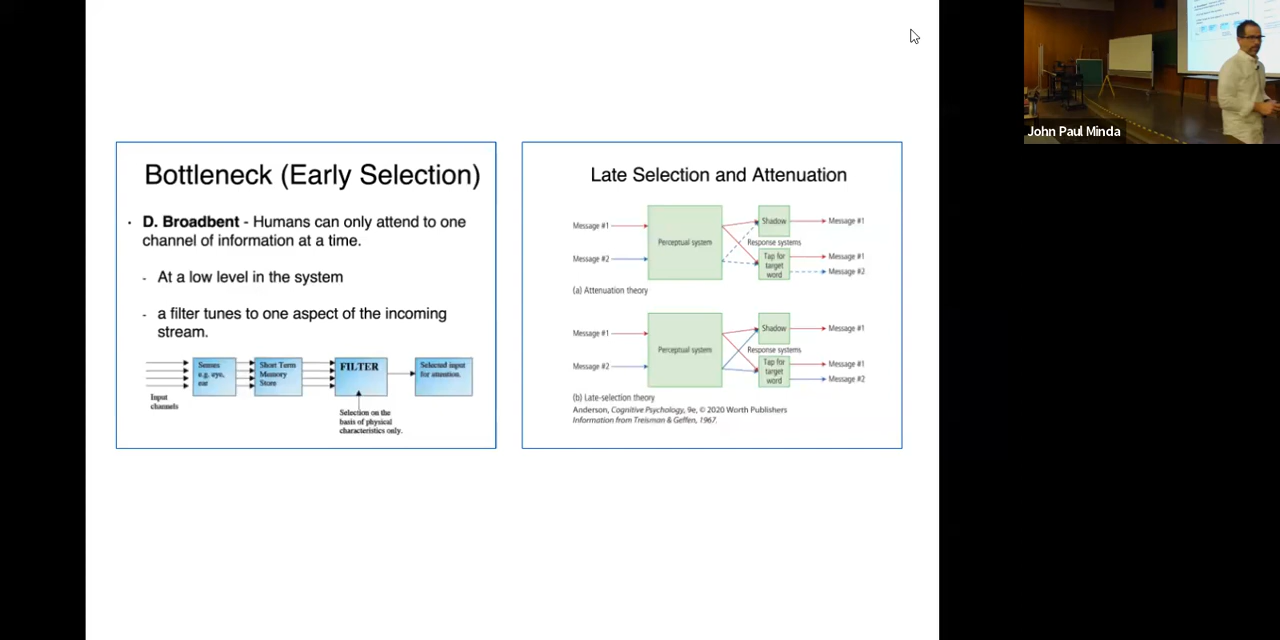 Bottleneck (Early Selection)
· D. Broadbent - Humans can only attend to one
channel of information at a time.
- At a low level in the system
- a filter tunes to one aspect of the incoming
stream.
Input
channels
Senses
e.g. eye,
ear
Short Term
Memory
Store
FILTER
Selected input
for attention.
Selection on the
basis of physical
characteristics only.
Late Selection and Attenuation
Message #1
Message #2
Perceptual system
Shadow
Response systems
Tap for
target
word
Message #1
Message #1
Message #2
(a) Attenuation theory
Message #1
Message #2
Perceptual system
Shadow
Response systems
Tap for
target
word
Message #1
Message #1
Message #2
(b) Late-selection theory
Anderson, Cognitive Psychology, 9e, © 2020 Worth Publishers
Information from Treisman & Geffen, 1967.
John Paul Minda